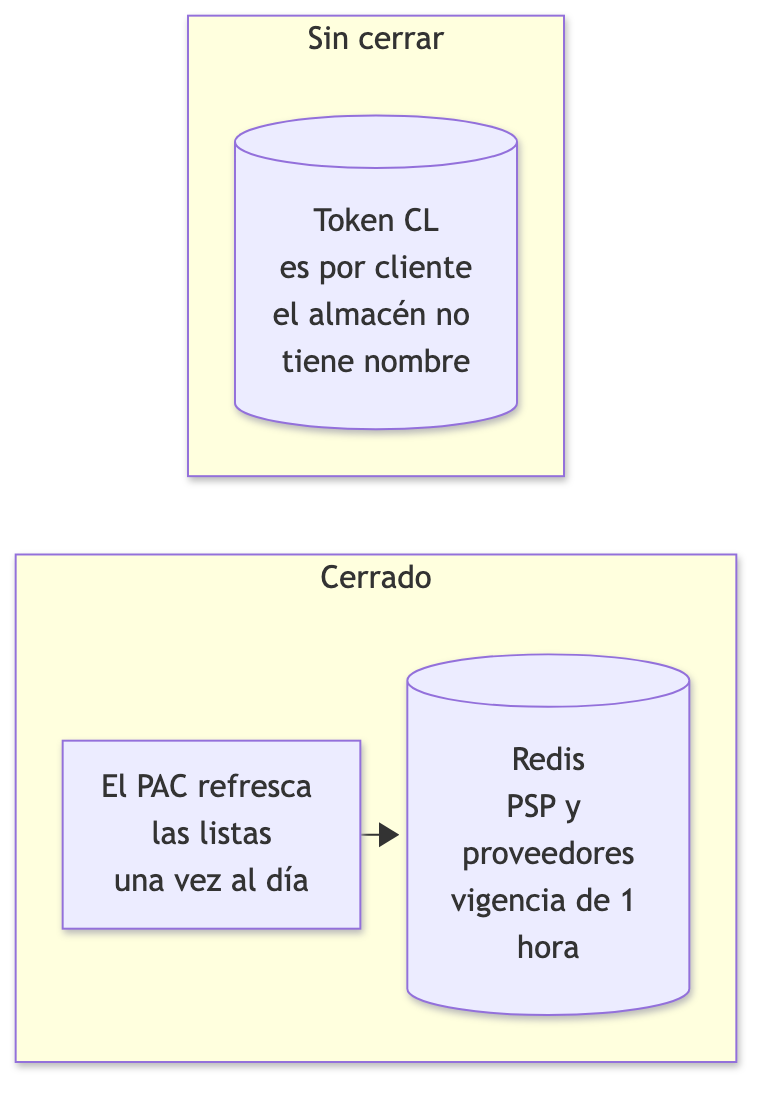 Sin cerrar
Token CL
es por cliente
el almacén no
tiene nombre
Cerrado
El PAC refresca
las listas
una vez al día
Redis
PSP y
proveedores
vigencia de 1
hora